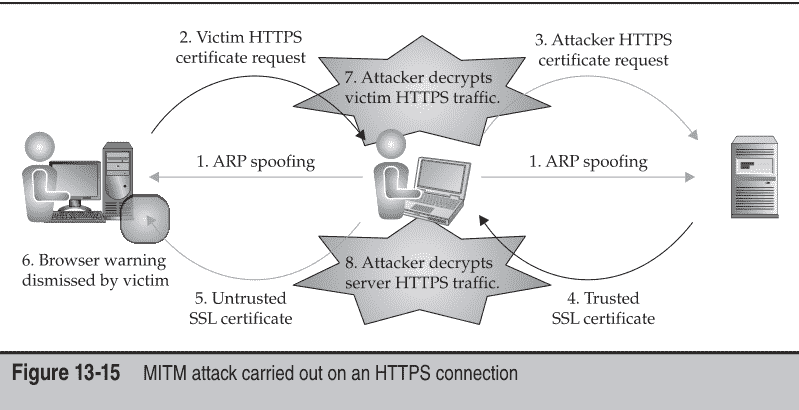 2. Victim HTTPS
certificate request
3. Attacker HTTPS
certificate request
7. Attacker decrypts
victim HTTPS traffic.
1. ARP spoofing
1. ARP spoofing
6. Browser warning
dismissed by victim
8. Attacker decrypts
server HTTPS traffic.
5. Untrusted
SSL certificate
4. Trusted
SSL certificate
Figure 13-15 MITM attack carried out on an HTTPS connection